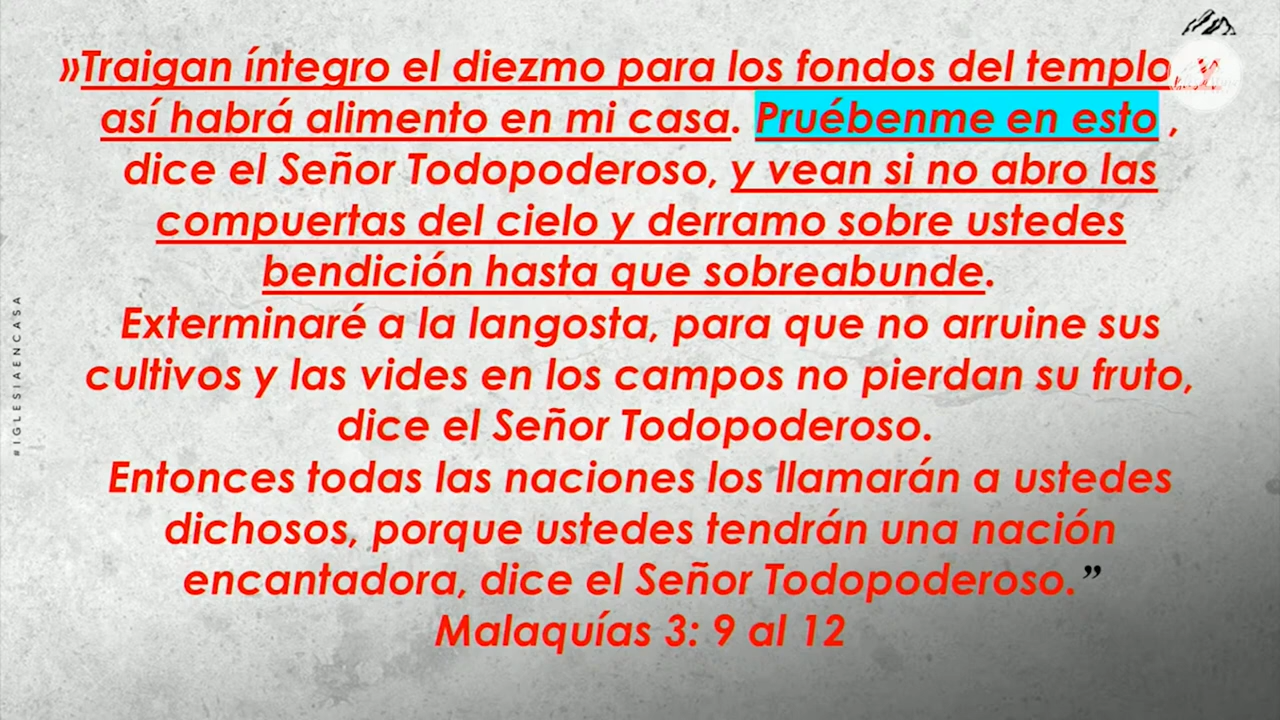 »Traigan íntegro el diezmo para los fondos del templo
así habrá alimento en mi casa. Pruébenme en esto ,
dice el Señor Todopoderoso, y vean si no abro las
compuertas del cielo y derramo sobre ustedes
bendición hasta que sobreabunde.
Exterminaré a la langosta, para que no arruine sus
cultivos y las vides en los campos no pierdan su fruto,
dice el Señor Todopoderoso.
Entonces todas las naciones los llamarán a ustedes
dichosos, porque ustedes tendrán una nación
encantadora, dice el Señor Todopoderoso.”
Malaquías 3: 9 al 12
#IGLESIAENCASA